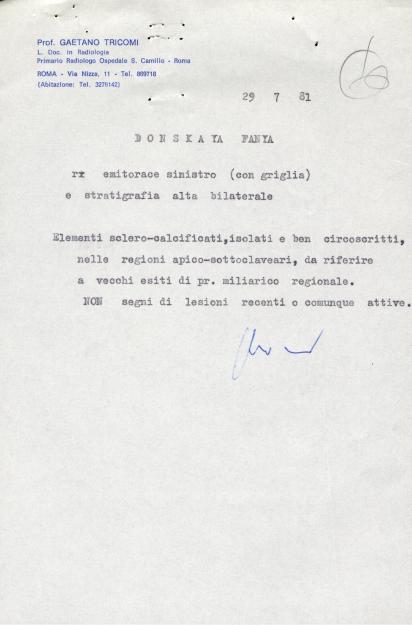 Prof. GAETANO TRICOMI
L. Doc. in Radiologia
Primario Radiologo Ospedale S. Camillo - Roma
ROMA - Via Nizza, 11 - Tel. 869718
(Abitazione: Tel. 3275142)
29 7 81
DONSKAYA FANYA
rx emitorace sinistro (con griglia)
e stratigrafia alta bilaterale
Elementi sclero-calcificati,isolati e ben circoscritti,
nelle regioni apico-sottoclaveari, da riferire
a vecchi esiti di pr. miliarico regionale.
NON segni di lesioni recenti o comunque attive.